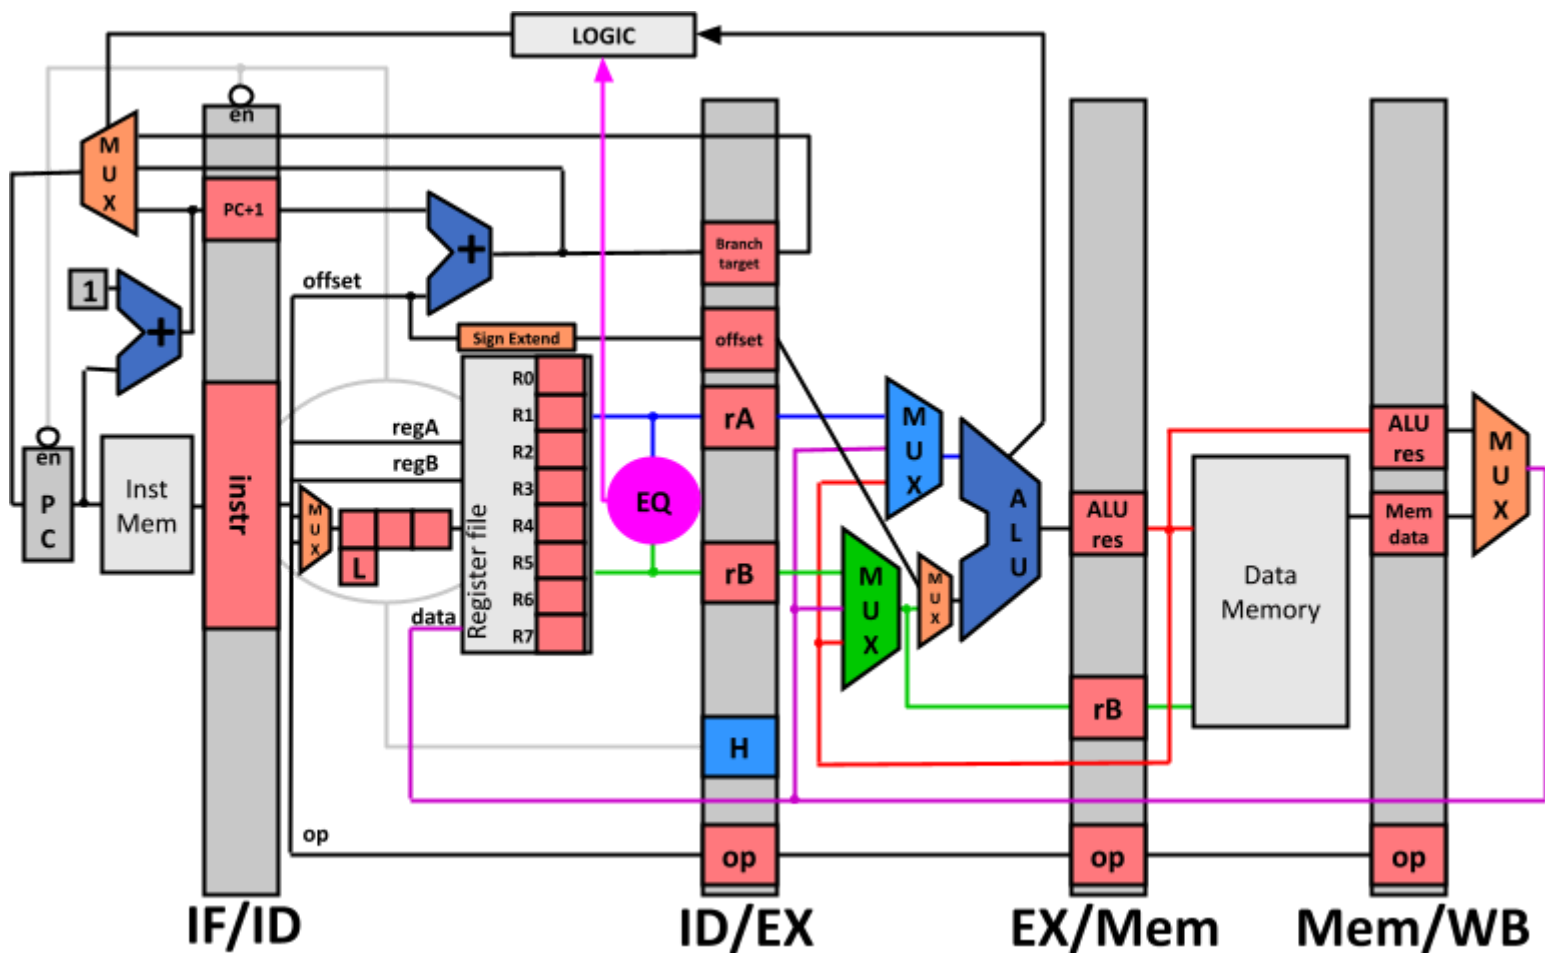 LOGIC
en
M
U
X
PC+1
+
Branch
target
1
offset
+
Sign Extend
offset
R0
R1
R2
R3
R4
R5
R6
R7
Register file
regA
regB
rA
M
U
X
ALU
res
M
U
X
en
P
C
Inst
Mem
instr
M
U
X
L
EQ
A
L
U
ALU
res
Mem
data
rB
M
U
X
M
U
X
Data
Memory
data
rB
H
op
op
op
op
IF/ID
ID/EX
EX/Mem
Mem/WB